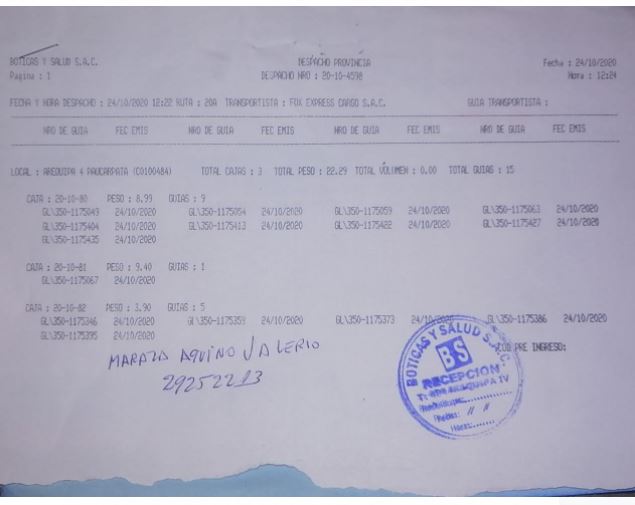 BOTICAS Y SALUD S.A.C. DESPACHO PROVINCIA Fecha : 24/10/2020
Pagina : 1 DESPACHO NRO : 20-10-4598 Hora : 12:24
FECHA Y HORA DESPACHO : 24/10/2020 12:22 RUTA : 20A TRANSPORTISTA : FOX EXPRESS CARGO S.A.C. GUIA TRANSPORTISTA :
NRO DE GUIA FEC EMIS NRO DE GUIA FEC EMIS NRO DE GUIA FEC EMIS NRO DE GUIA FEC EMIS
LOCAL : AREQUIPA 4 PAUCARPATA (C0100484) TOTAL CAJAS : 3 TOTAL PESO : 22.29 TOTAL VOLUMEN : 0.00 TOTAL GUIAS : 15
CAJA : 20-10-80 PESO : 8.99 GUIAS : 9
GL\350-1175049 24/10/2020 GL\350-1175054 24/10/2020 GL\350-1175059 24/10/2020 GL\350-1175063 24/10/2020
GL\350-1175404 24/10/2020 GL\350-1175413 24/10/2020 GL\350-1175422 24/10/2020 GL\350-1175427 24/10/2020
GL\350-1175435 24/10/2020
CAJA : 20-10-81 PESO : 9.40 GUIAS : 1
GL\350-1175067 24/10/2020
CAJA : 20-10-82 PESO : 3.90 GUIAS : 5
GL\350-1175346 24/10/2020 GL\350-1175359 24/10/2020 GL\350-1175373 24/10/2020 GL\350-1175386 24/10/2020
GL\350-1175395 24/10/2020
COD PRE INGRESO:
MARAZA AQUINO VALERIO
29252213
BOTICAS Y SALUD S.A.C.
BS
RECEPCION
AREQUIPA IV
Fecha: // //
Hora:.......